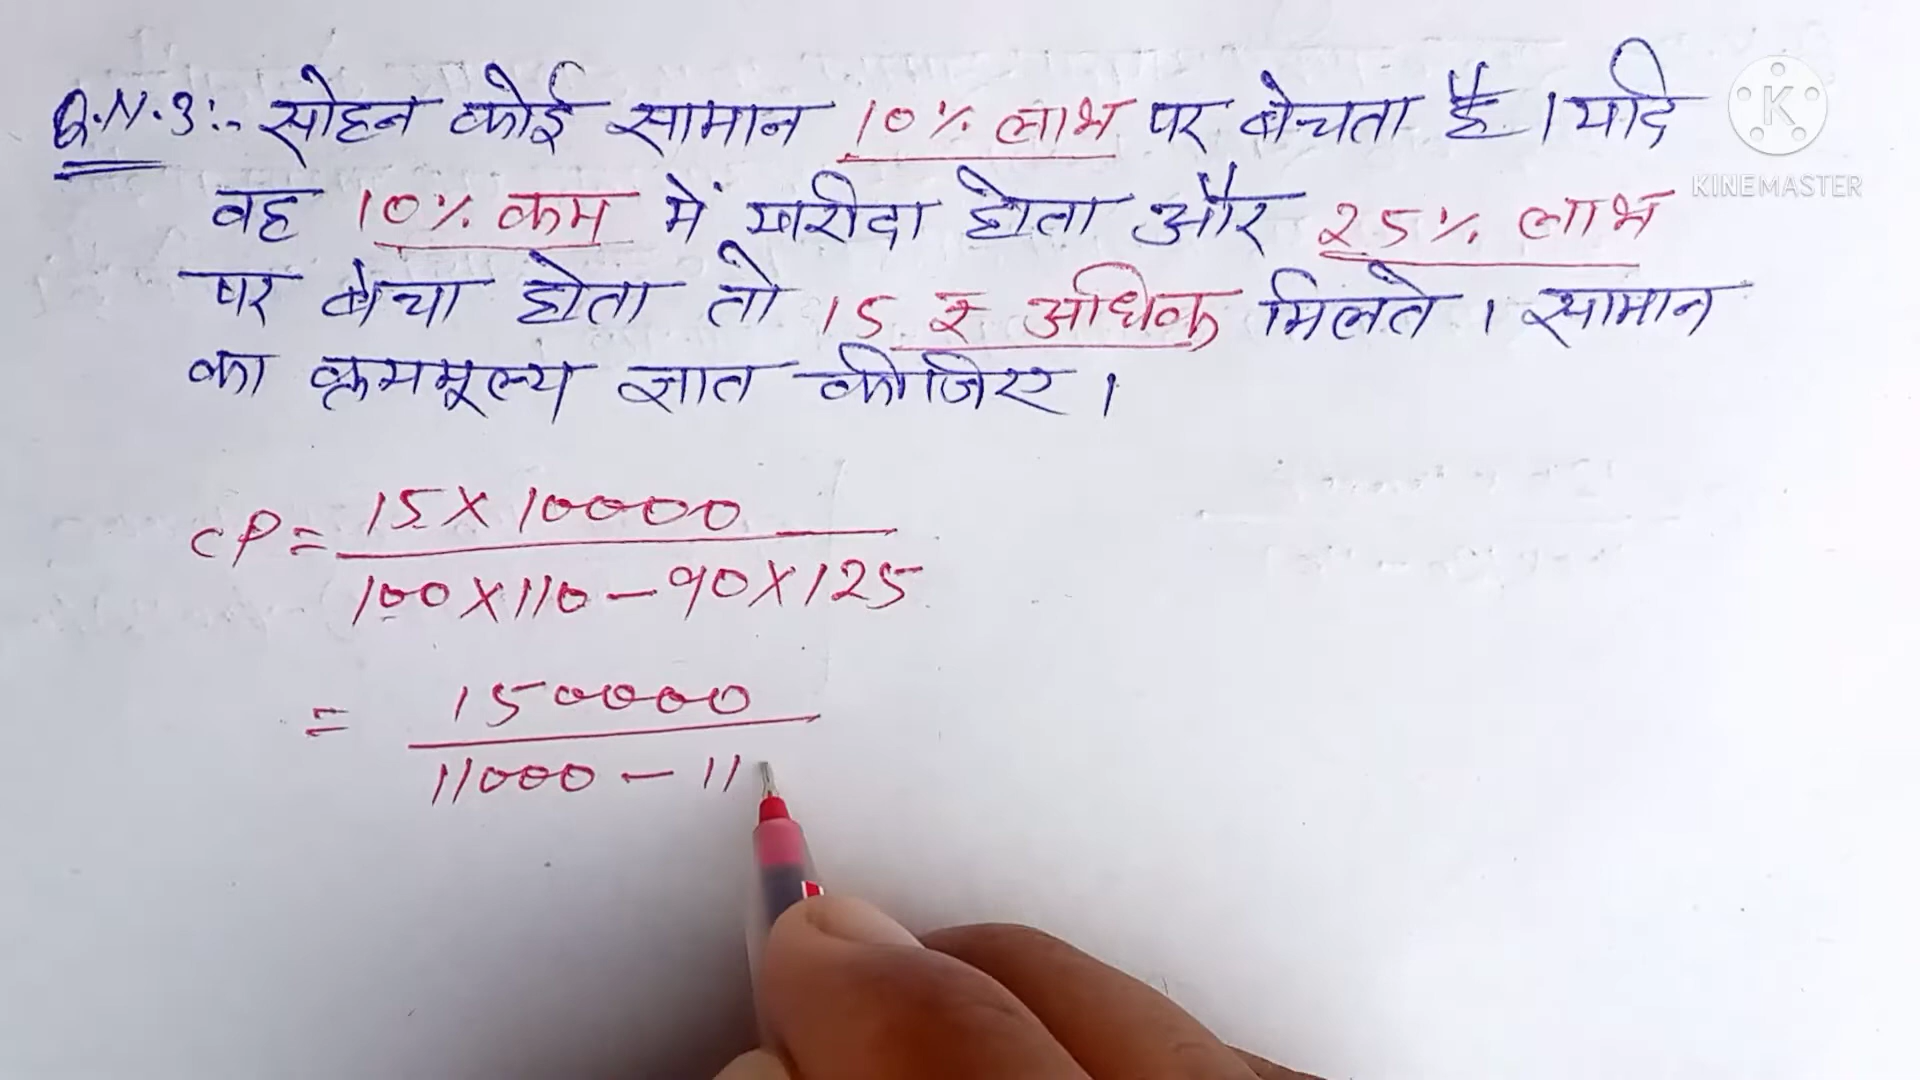 Q.N.3:- सोहन कोई सामान 10% लाभ पर बेचता है । यदि
वह 10% कम में खरीदा होता और 25% लाभ
पर बेचा होता तो 15 ₹ अधिक मिलते । सामान
का क्रयमूल्य ज्ञात कीजिए ।
CP = 15 × 10000
100 × 110 - 90 × 125
= 150000
11000 - 11
K
KINEMASTER